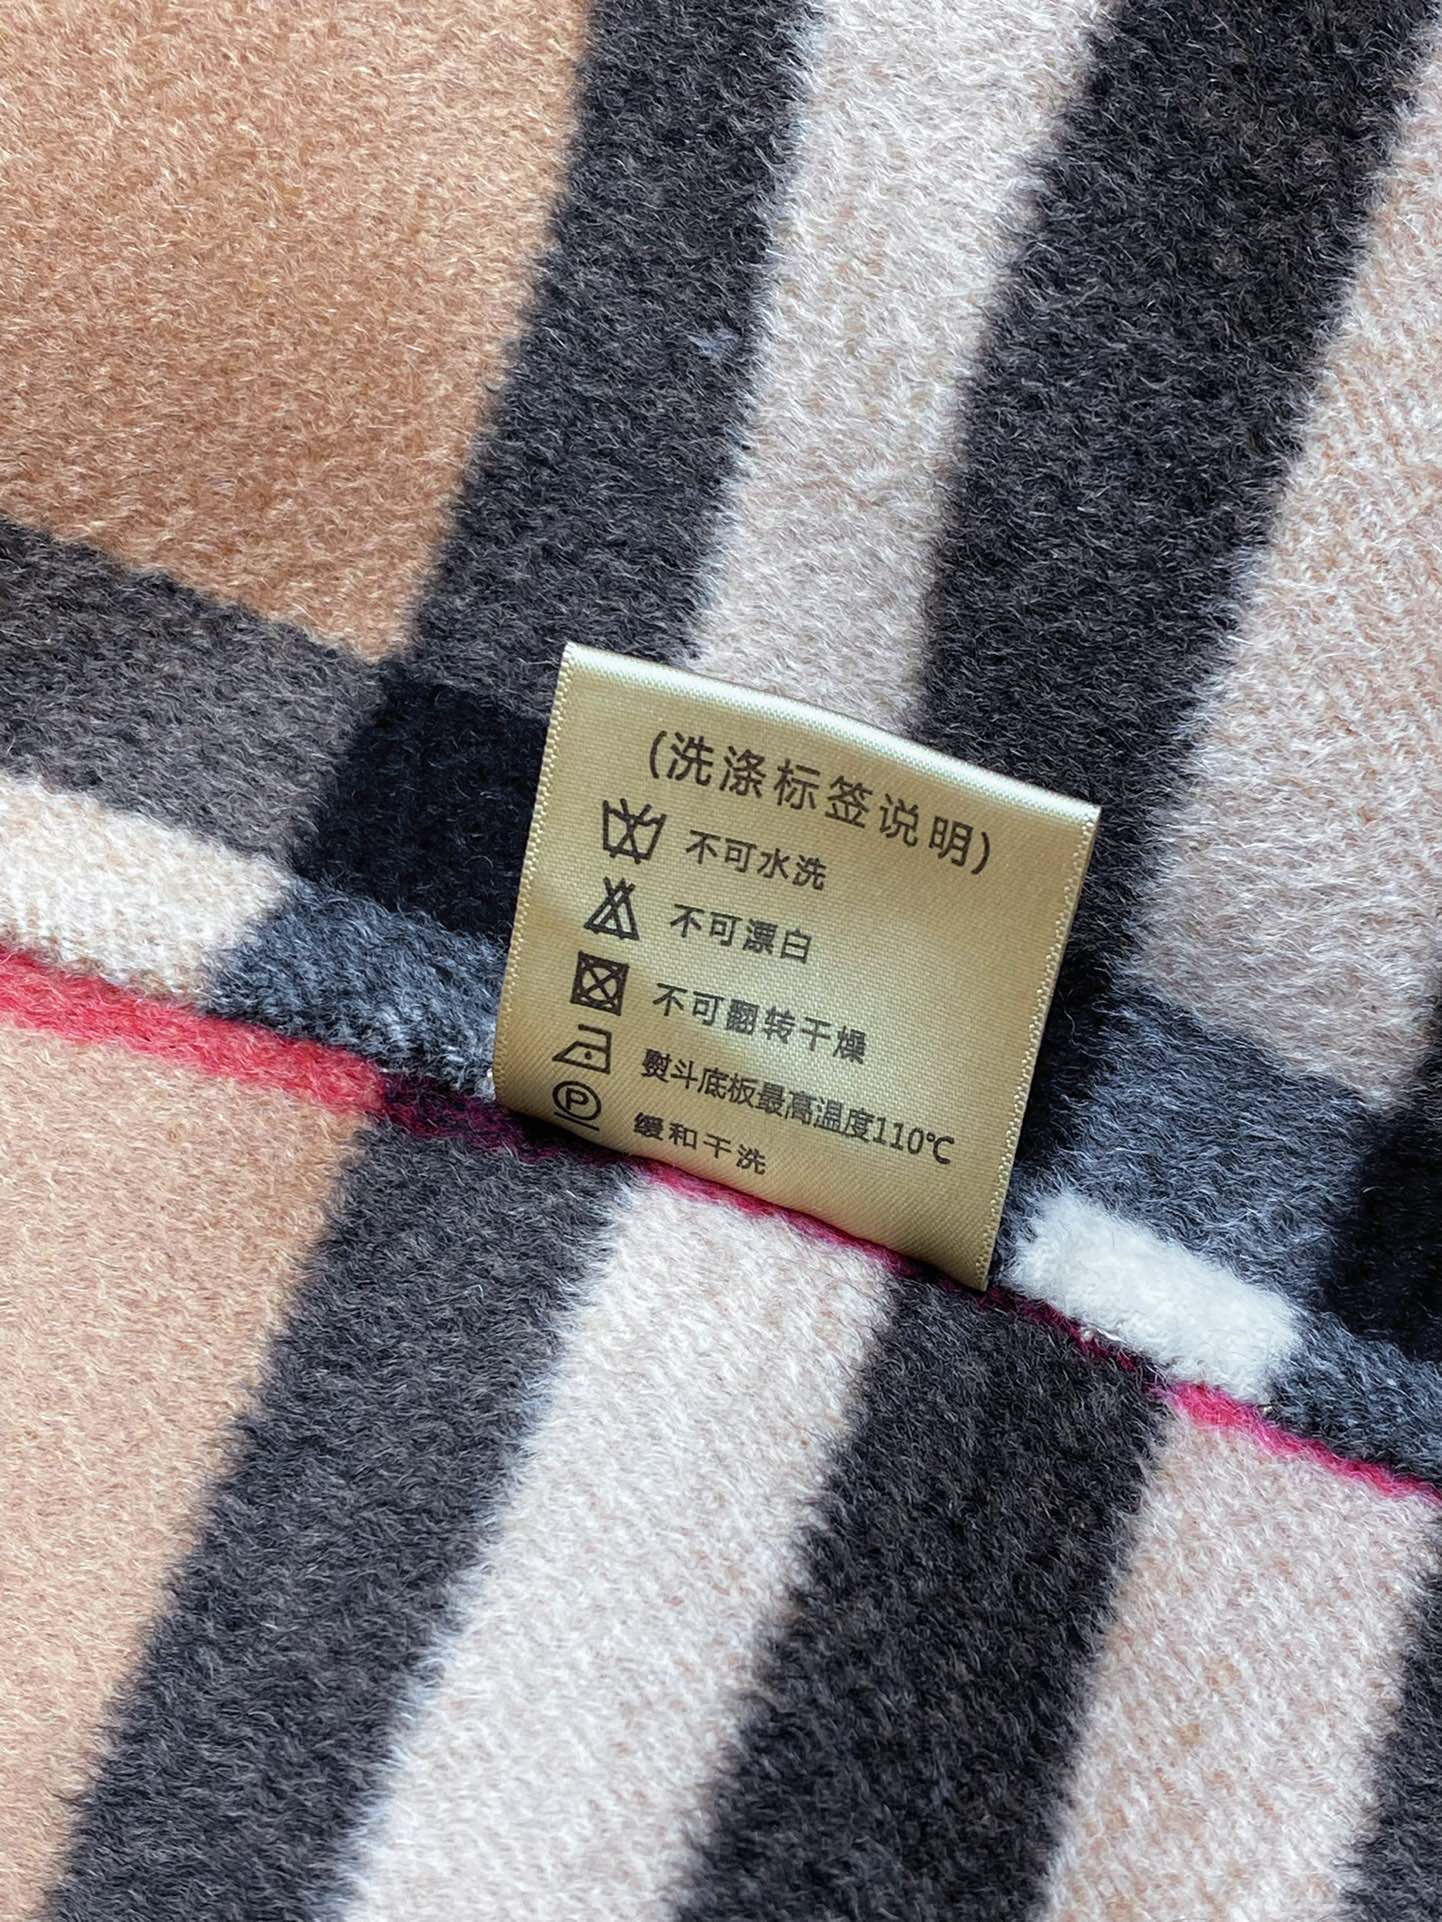 (洗涤标签说明)
不可水洗
不可漂白
不可翻转干燥
熨斗底板最高温度110℃
P 缓和干洗